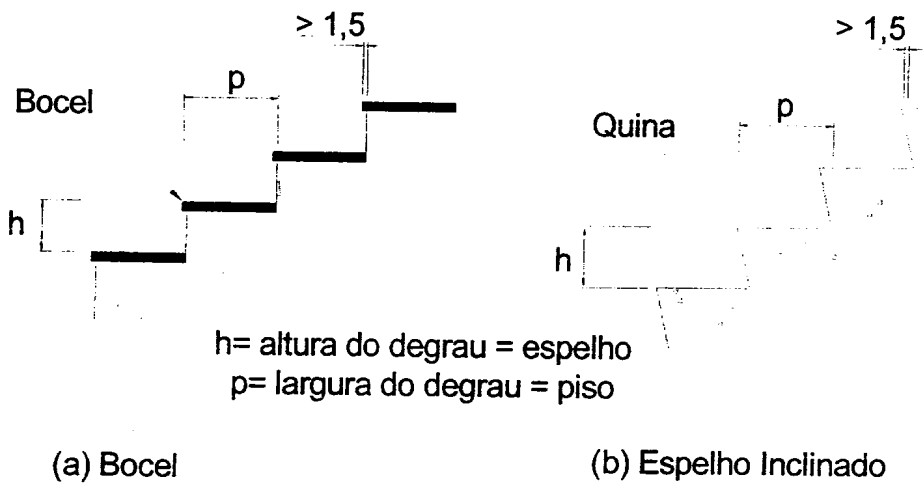 > 1,5
> 1,5
p
Bocel
Quina
p
h
h
h= altura do degrau = espelho
p= largura do degrau = piso
(a) Bocel
(b) Espelho Inclinado